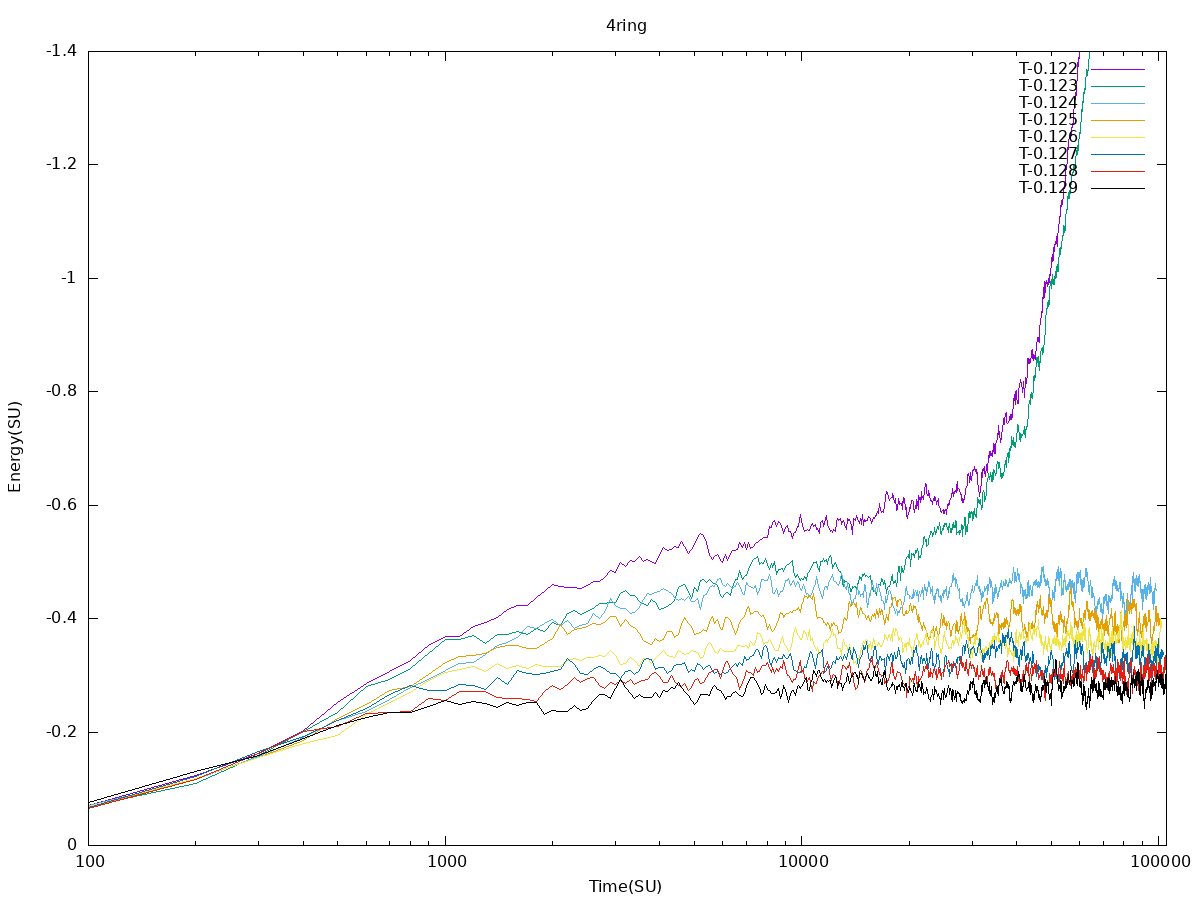 4ring
-1.4
-1.2
-1
-0.8
-0.6
-0.4
-0.2
0
100
1000
10000
100000
Energy(SU)
Time(SU)
T-0.122
T-0.123
T-0.124
T-0.125
T-0.126
T-0.127
T-0.128
T-0.129